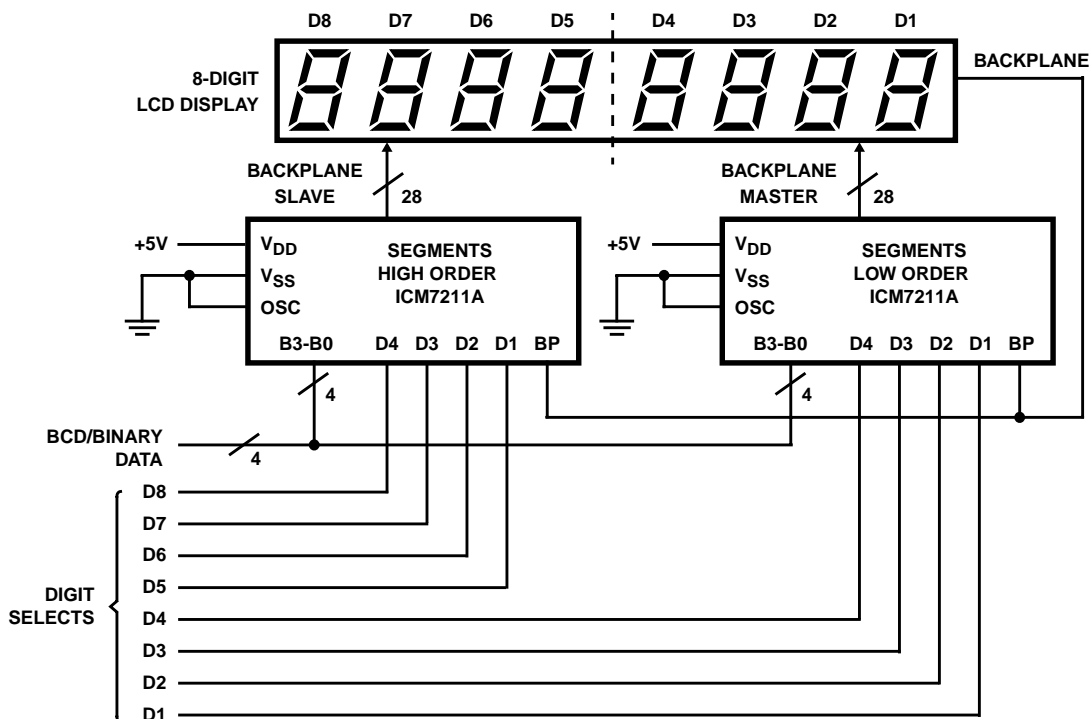 D8 D7 D6 D5 D4 D3 D2 D1
8-DIGIT
LCD DISPLAY
BACKPLANE
BACKPLANE
SLAVE
28
BACKPLANE
MASTER
28
+5V
VDD
VSS
OSC
SEGMENTS
HIGH ORDER
ICM7211A
B3-B0 D4 D3 D2 D1 BP
4
+5V
VDD
VSS
OSC
SEGMENTS
LOW ORDER
ICM7211A
B3-B0 D4 D3 D2 D1 BP
4
BCD/BINARY
DATA
4
DIGIT
SELECTS
D8
D7
D6
D5
D4
D3
D2
D1